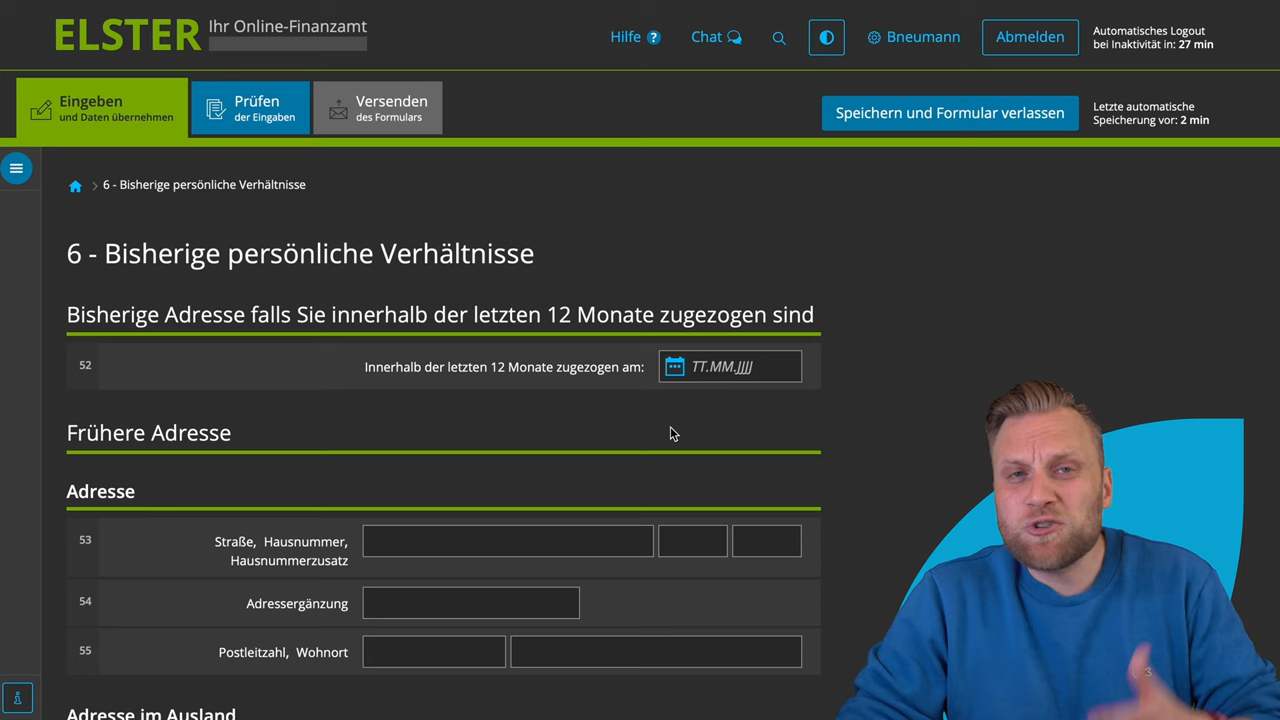 ELSTER
Ihr Online-Finanzamt
Hilfe ?
Chat
Bneumann
Abmelden
Automatisches Logout
bei Inaktivität in: 27 min
Eingeben
und Daten übernehmen
Prüfen
der Eingaben
Versenden
des Formulars
Speichern und Formular verlassen
Letzte automatische
Speicherung vor: 2 min
6 - Bisherige persönliche Verhältnisse
6 - Bisherige persönliche Verhältnisse
Bisherige Adresse falls Sie innerhalb der letzten 12 Monate zugezogen sind
52
Innerhalb der letzten 12 Monate zugezogen am:
TT.MM.JJJJ
Frühere Adresse
Adresse
53
Straße, Hausnummer,
Hausnummerzusatz
54
Adressergänzung
55
Postleitzahl, Wohnort
Adresse im Ausland